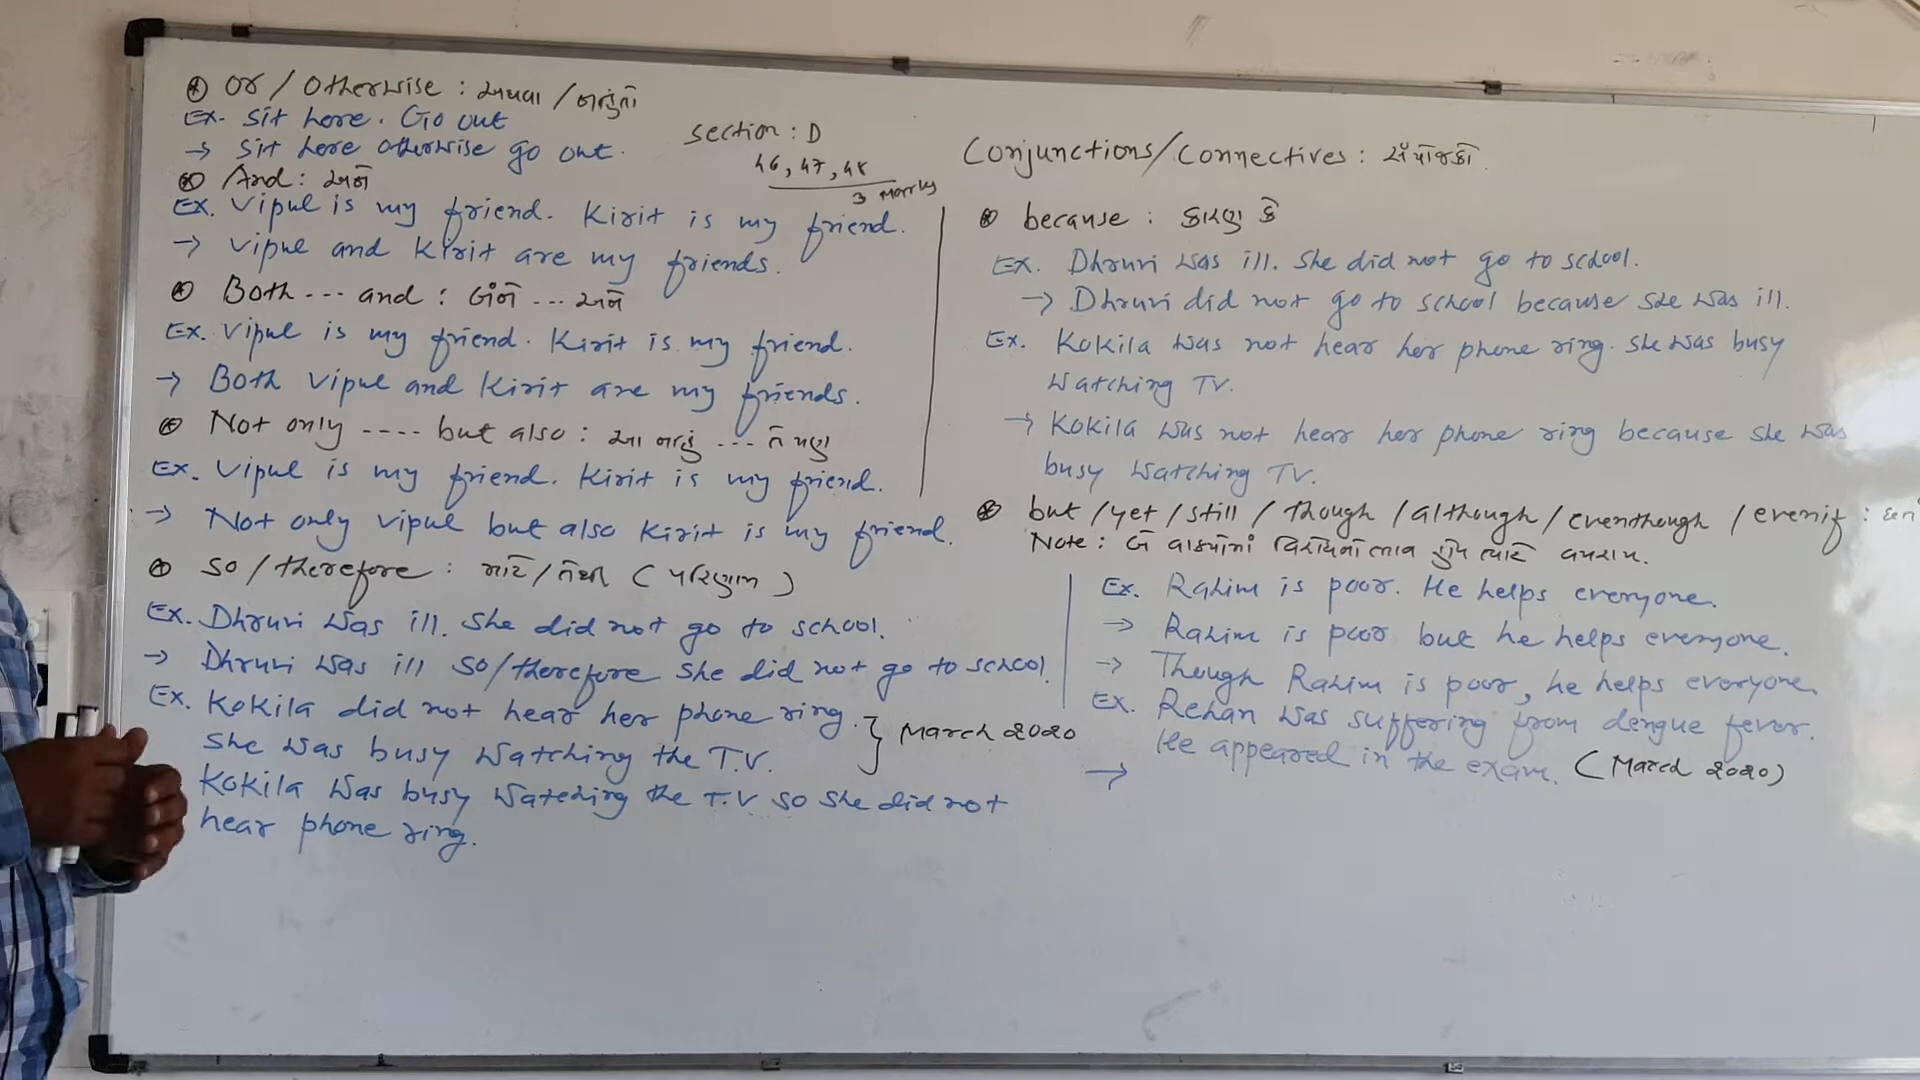 or / otherwise : અથવા / નહીંતો
Ex. Sit here. Go out
→ Sit here otherwise go out.
And : અને
Ex. Vipul is my friend. Kirit is my friend.
→ Vipul and Kirit are my friends.
Both --- and : બંને --- અને
Ex. Vipul is my friend. Kirit is my friend.
→ Both Vipul and Kirit are my friends.
Not only ---- but also : આ નહીં --- તે પણ
Ex. Vipul is my friend. Kirit is my friend.
→ Not only Vipul but also Kirit is my friend.
so / therefore : માટે / તેથી ( પરિણામ )
Ex. Dhruvi was ill. She did not go to school.
→ Dhruvi was ill so/therefore she did not go to school.
Ex. Kokila did not hear her phone ring.
She was busy watching the T.V. } March 2020
Kokila was busy watching the T.V so she did not
hear phone ring.
section : D
46, 47, 48
3 Marks
Conjunctions/Connectives : સંયોજકો
because : કારણ કે
Ex. Dhruvi was ill. She did not go to school.
→ Dhruvi did not go to school because she was ill.
Ex. Kokila was not hear her phone ring. She was busy
watching TV.
→ Kokila was not hear her phone ring because she was
busy watching TV.
but /yet / still / though / although / eventhough / evenif :
Note : બે વાક્યોમાં વિરોધનો ભાવ હોય ત્યારે વપરાય.
Ex. Rahim is poor. He helps everyone.
→ Rahim is poor but he helps everyone.
→ Though Rahim is poor, he helps everyone.
Ex. Rehan was suffering from dengue fever.
He appeared in the exam. (March 2020)
→